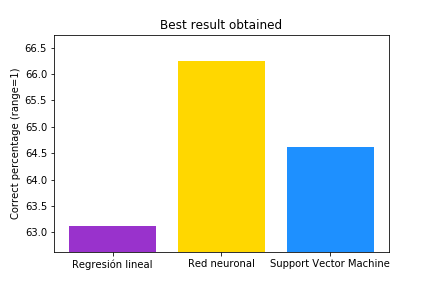 Best result obtained
Correct percentage (range=1)
66.5
66.0
65.5
65.0
64.5
64.0
63.5
63.0
Regresión lineal
Red neuronal
Support Vector Machine